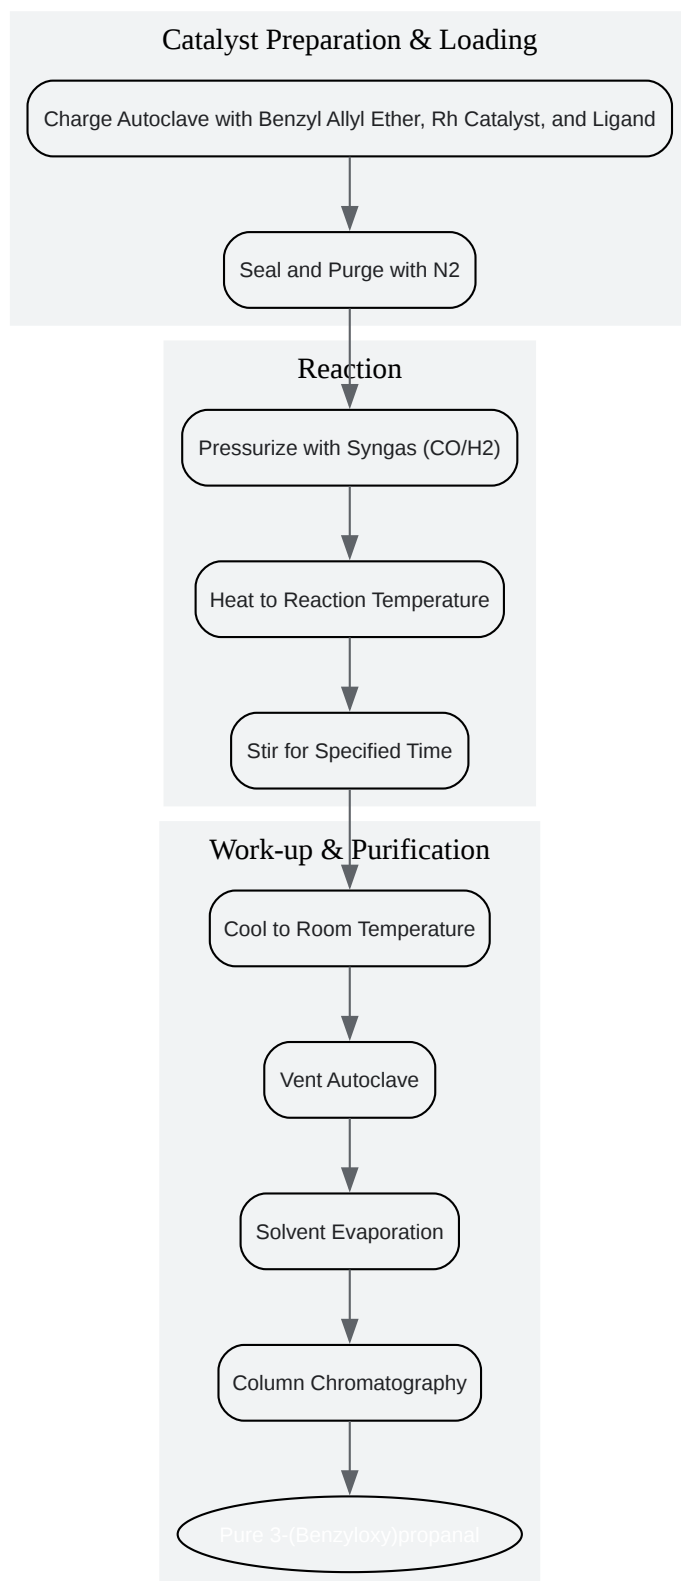 Catalyst Preparation & Loading
Charge Autoclave with Benzyl Allyl Ether, Rh Catalyst, and Ligand
Seal and Purge with N2
Reaction
Pressurize with Syngas (CO/H2)
Heat to Reaction Temperature
Stir for Specified Time
Work-up & Purification
Cool to Room Temperature
Vent Autoclave
Solvent Evaporation
Column Chromatography
Pure 3-(Benzyloxy)propanal